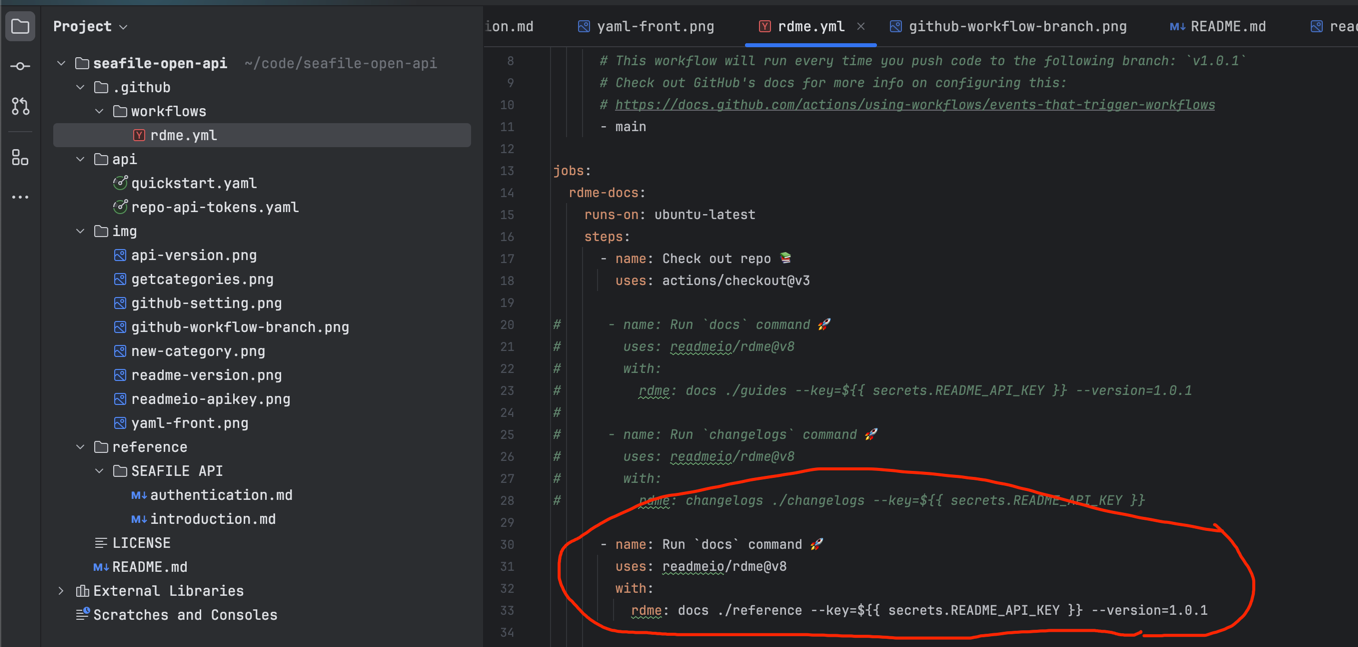 Project
ion.md
yaml-front.png
rdme.yml
github-workflow-branch.png
README.md
read
seafile-open-api ~/code/seafile-open-api
.github
workflows
rdme.yml
api
quickstart.yaml
repo-api-tokens.yaml
img
api-version.png
getcategories.png
github-setting.png
github-workflow-branch.png
new-category.png
readme-version.png
readmeio-apikey.png
yaml-front.png
reference
SEAFILE API
authentication.md
introduction.md
LICENSE
README.md
External Libraries
Scratches and Consoles
8 # This workflow will run every time you push code to the following branch: `v1.0.1`
9 # Check out GitHub's docs for more info on configuring this:
10 # https://docs.github.com/actions/using-workflows/events-that-trigger-workflows
11 - main
12
13 jobs:
14 rdme-docs:
15 runs-on: ubuntu-latest
16 steps:
17 - name: Check out repo 📚
18 uses: actions/checkout@v3
19
20 # - name: Run `docs` command 🚀
21 # uses: readmeio/rdme@v8
22 # with:
23 # rdme: docs ./guides --key=${{ secrets.README_API_KEY }} --version=1.0.1
24 #
25 # - name: Run `changelogs` command 🚀
26 # uses: readmeio/rdme@v8
27 # with:
28 # rdme: changelogs ./changelogs --key=${{ secrets.README_API_KEY }}
29
30 - name: Run `docs` command 🚀
31 uses: readmeio/rdme@v8
32 with:
33 rdme: docs ./reference --key=${{ secrets.README_API_KEY }} --version=1.0.1
34